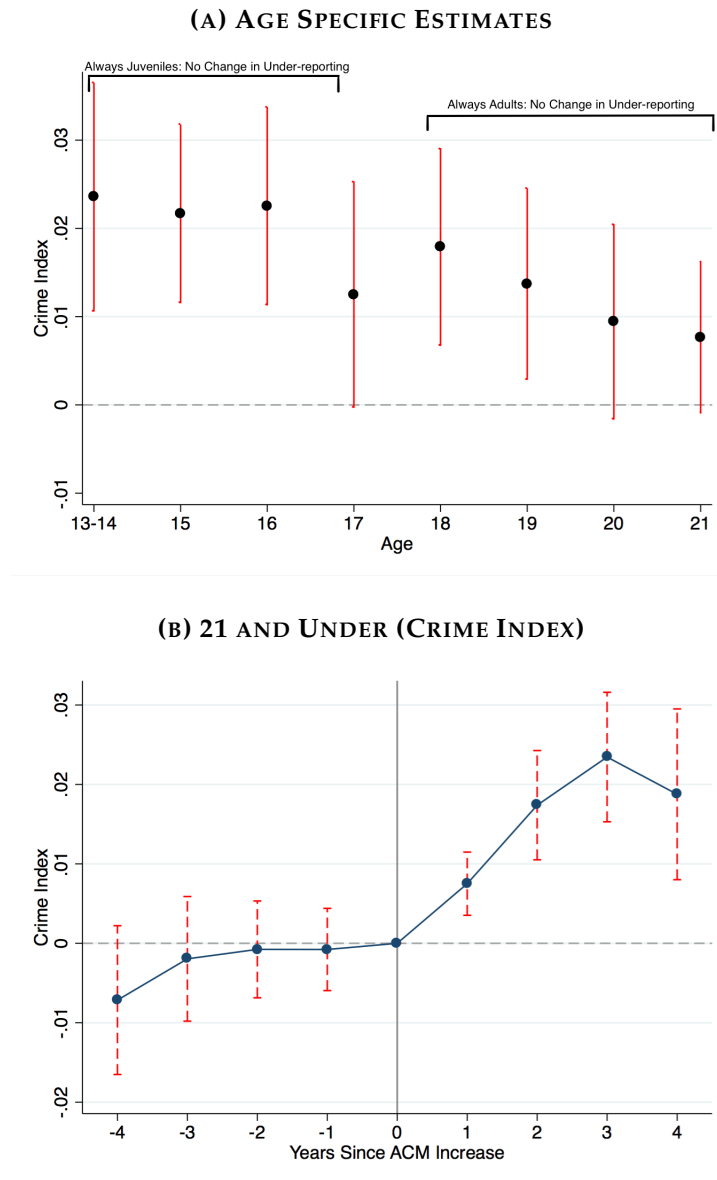 (A) AGE SPECIFIC ESTIMATES
Always Juveniles: No Change in Under-reporting
Always Adults: No Change in Under-reporting
.03
.02
.01
0
-.01
Crime Index
13-14 15 16 17 18 19 20 21
Age
(B) 21 AND UNDER (CRIME INDEX)
.03
.02
.01
0
-.01
-.02
Crime Index
-4 -3 -2 -1 0 1 2 3 4
Years Since ACM Increase